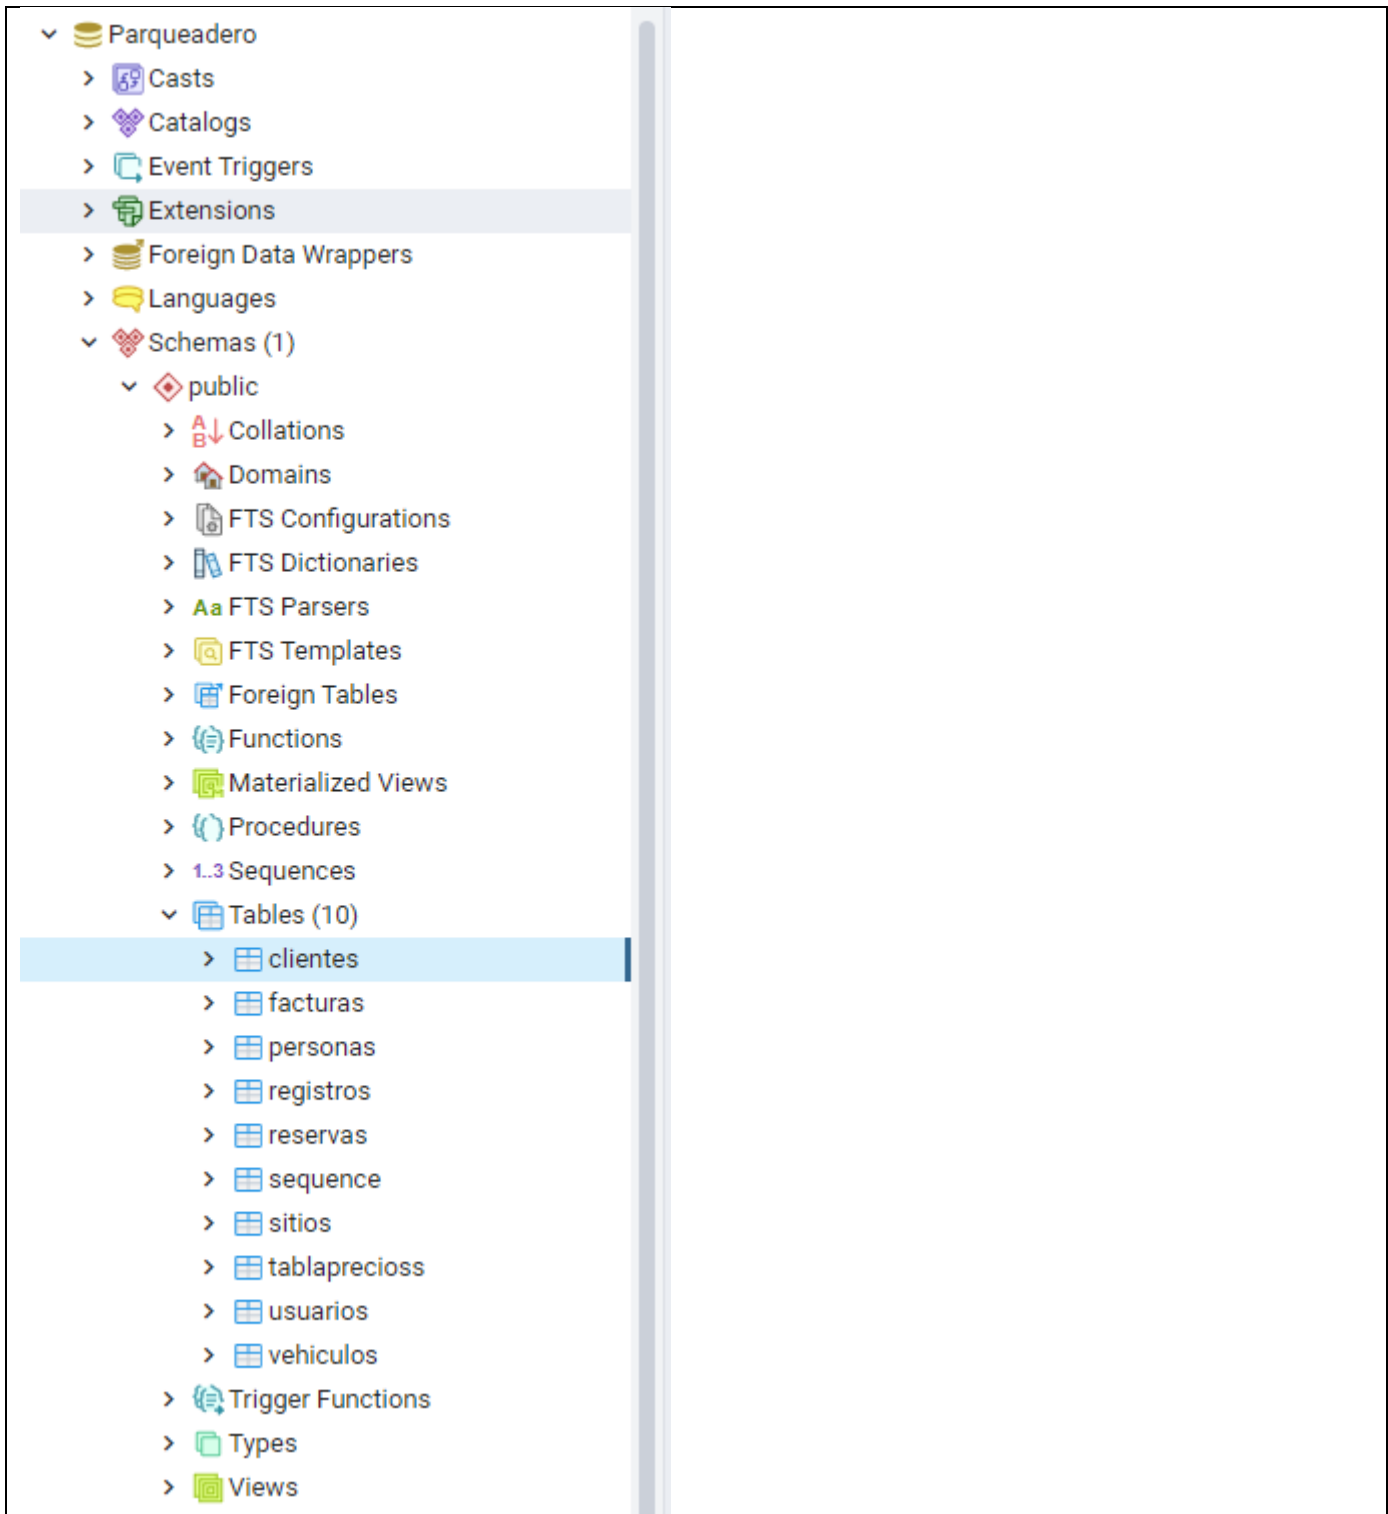 Parqueadero
Casts
Catalogs
Event Triggers
Extensions
Foreign Data Wrappers
Languages
Schemas (1)
public
Collations
Domains
FTS Configurations
FTS Dictionaries
Aa FTS Parsers
FTS Templates
Foreign Tables
Functions
Materialized Views
Procedures
1..3 Sequences
Tables (10)
clientes
facturas
personas
registros
reservas
sequence
sitios
tablaprecioss
usuarios
vehiculos
Trigger Functions
Types
Views